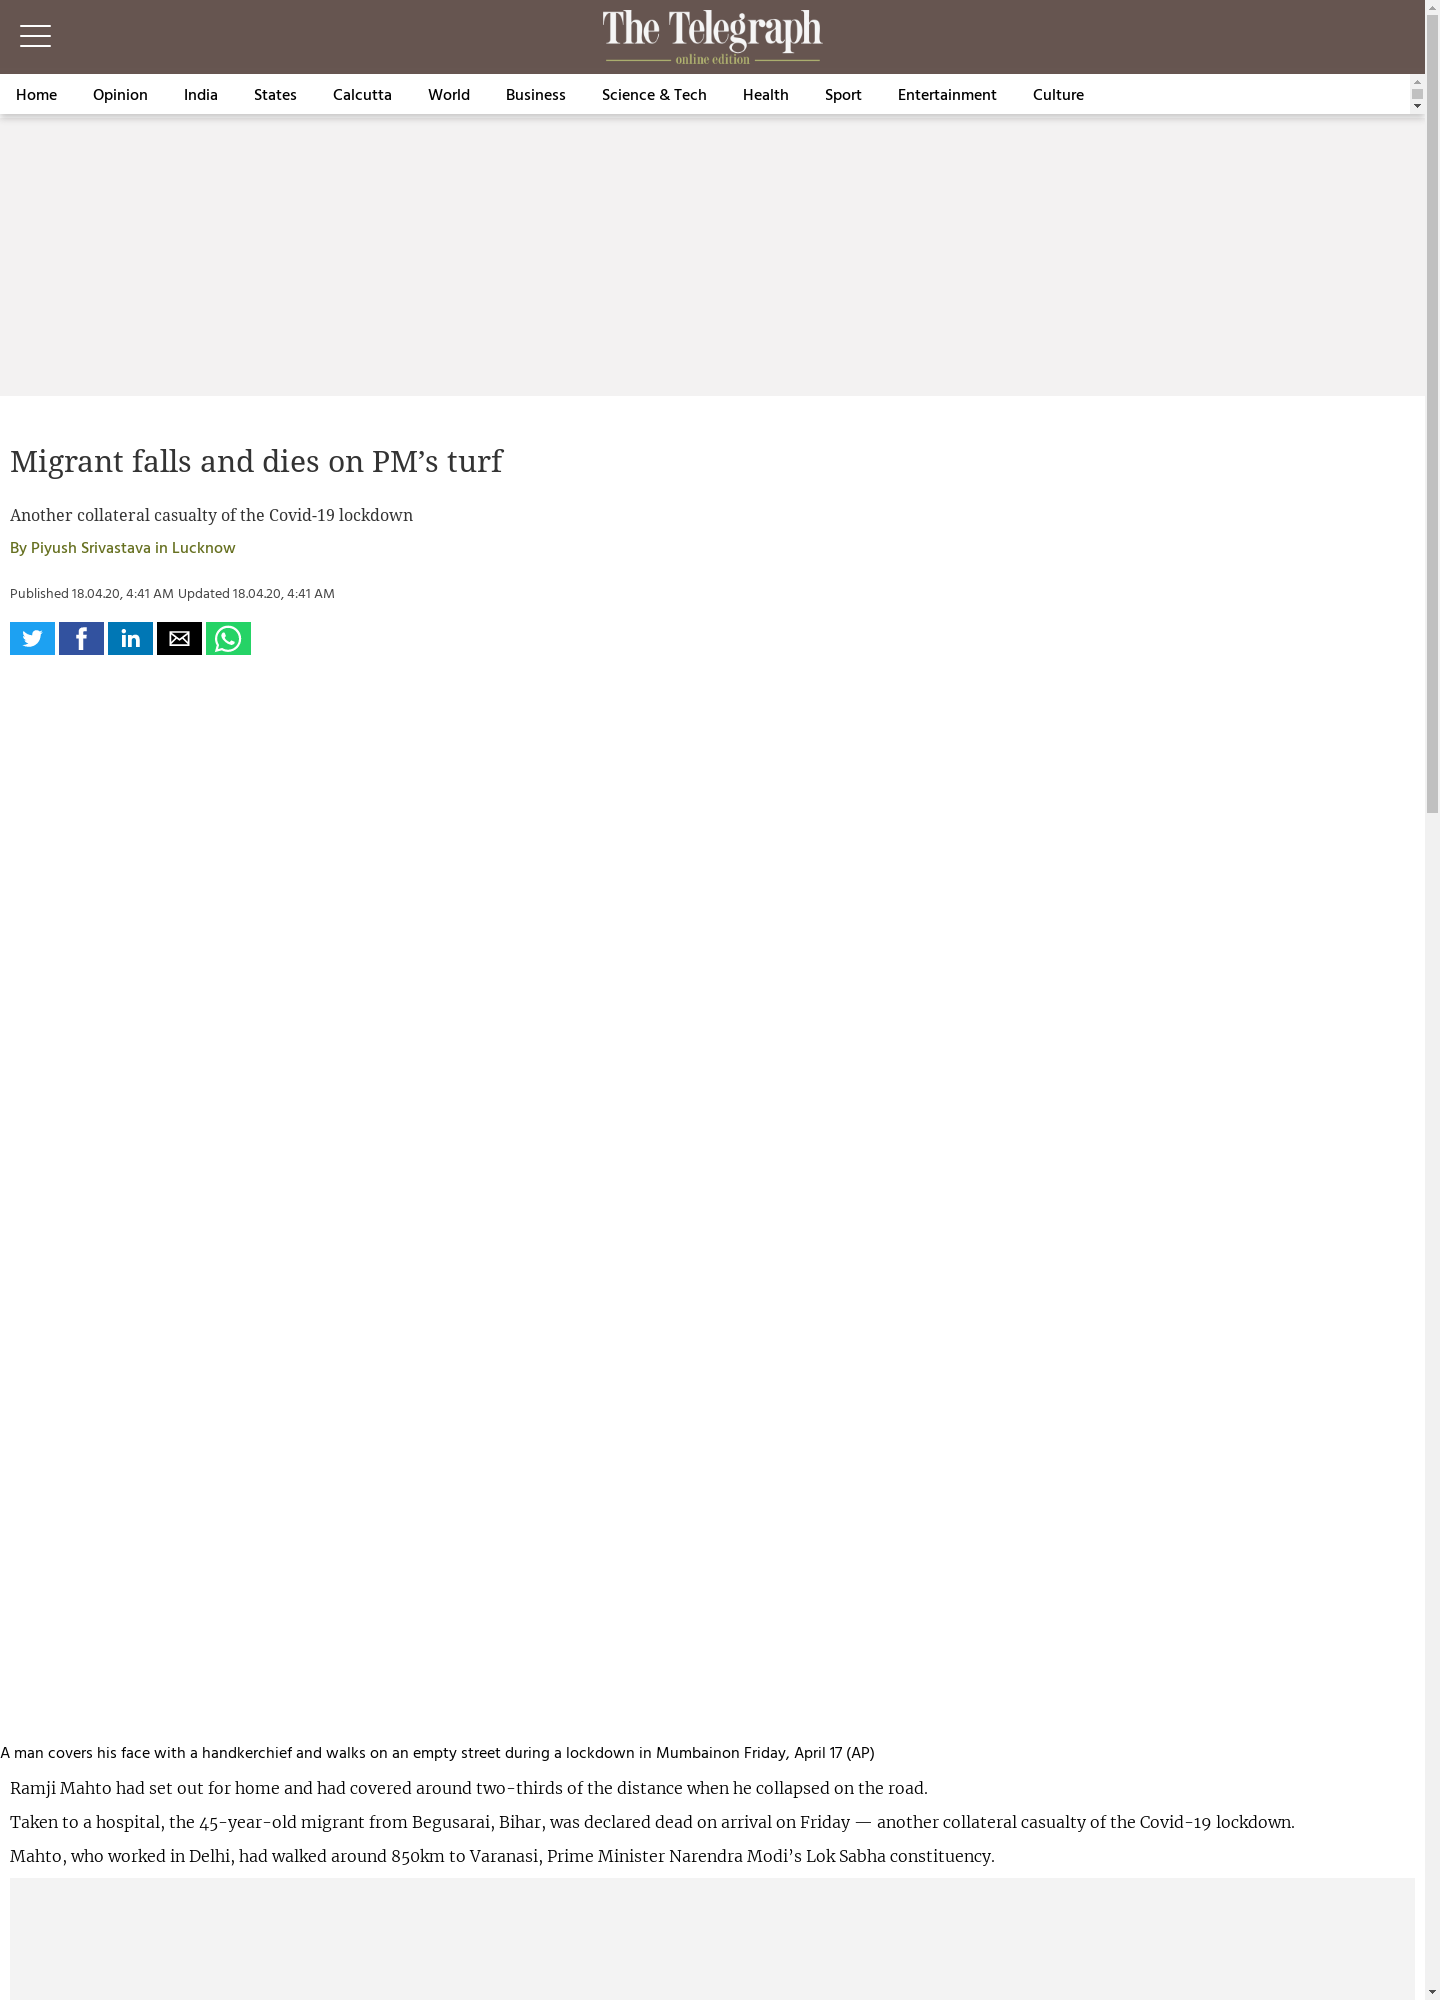 The Telegraph
online edition
Home Opinion India States Calcutta World Business Science & Tech Health Sport Entertainment Culture
Migrant falls and dies on PM’s turf
Another collateral casualty of the Covid-19 lockdown
By Piyush Srivastava in Lucknow
Published 18.04.20, 4:41 AM Updated 18.04.20, 4:41 AM
A man covers his face with a handkerchief and walks on an empty street during a lockdown in Mumbainon Friday, April 17 (AP)
Ramji Mahto had set out for home and had covered around two-thirds of the distance when he collapsed on the road.
Taken to a hospital, the 45-year-old migrant from Begusarai, Bihar, was declared dead on arrival on Friday — another collateral casualty of the Covid-19 lockdown.
Mahto, who worked in Delhi, had walked around 850km to Varanasi, Prime Minister Narendra Modi’s Lok Sabha constituency.